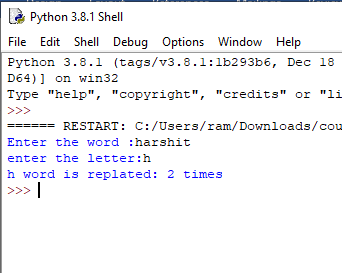 Python 3.8.1 Shell
File Edit Shell Debug Options Window Help
Python 3.8.1 (tags/v3.8.1:1b293b6, Dec 18
D64)] on win32
Type "help", "copyright", "credits" or "li
>>>
====== RESTART: C:/Users/ram/Downloads/cou
Enter the word :harshit
enter the letter:h
h word is replated: 2 times
>>>